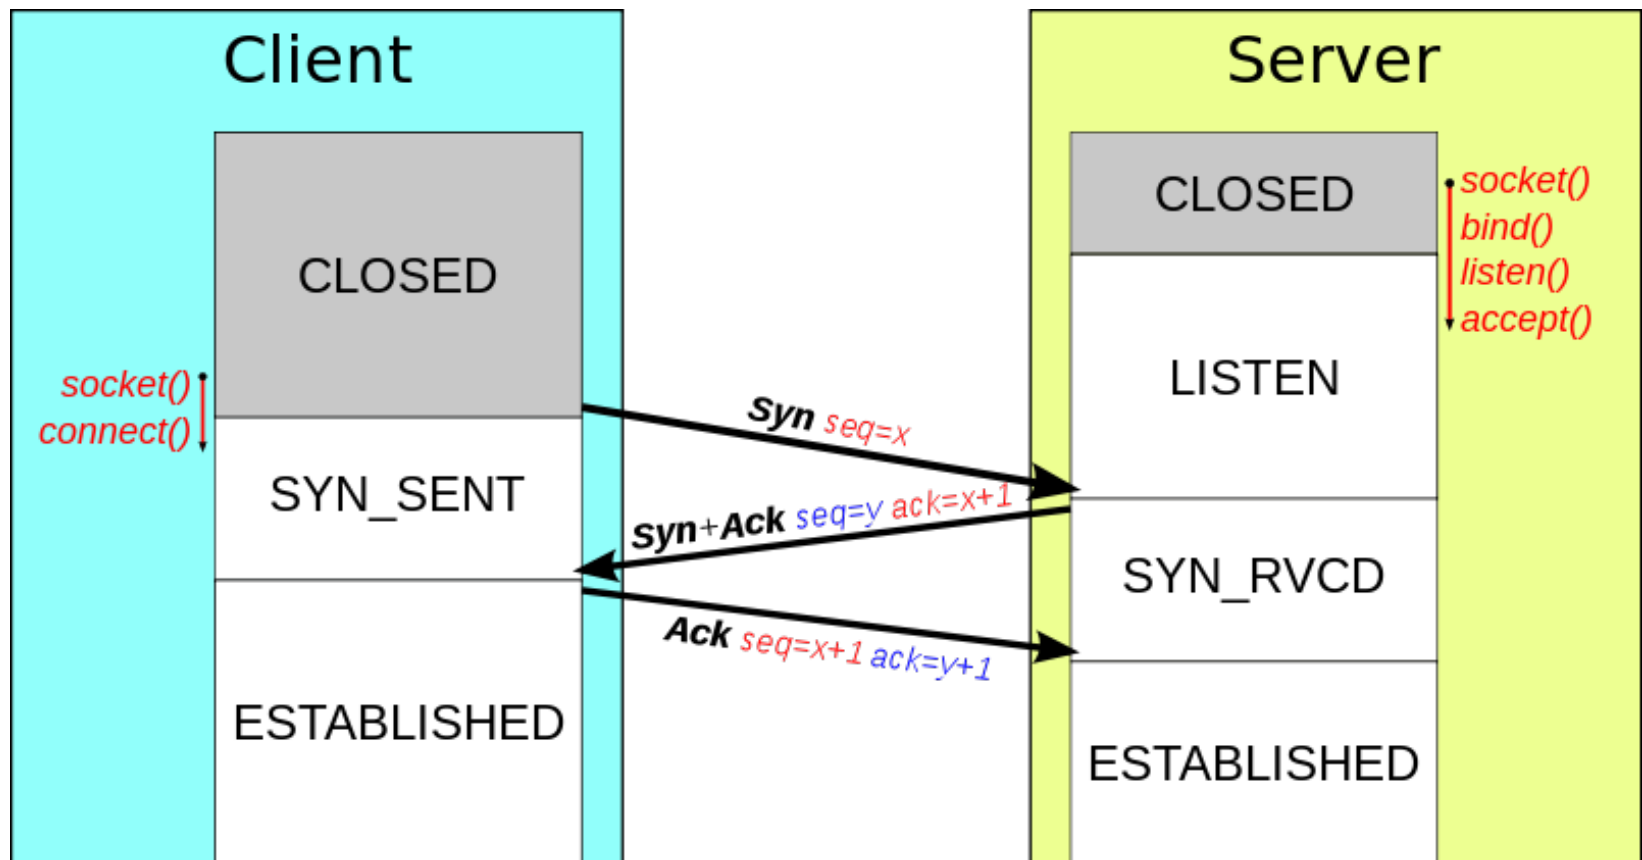 Client
CLOSED
socket()
connect()
SYN_SENT
ESTABLISHED
Syn seq=x
Syn+Ack seq=y ack=x+1
Ack seq=x+1 ack=y+1
Server
CLOSED
socket()
bind()
listen()
accept()
LISTEN
SYN_RVCD
ESTABLISHED